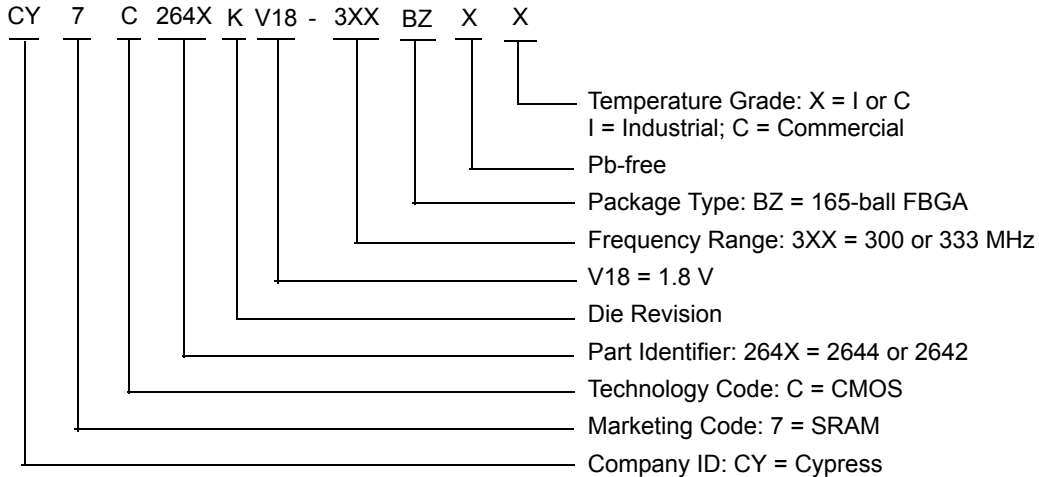 CY 7 C 264X K V18 - 3XX BZ X X
Temperature Grade: X = I or C
I = Industrial; C = Commercial
Pb-free
Package Type: BZ = 165-ball FBGA
Frequency Range: 3XX = 300 or 333 MHz
V18 = 1.8 V
Die Revision
Part Identifier: 264X = 2644 or 2642
Technology Code: C = CMOS
Marketing Code: 7 = SRAM
Company ID: CY = Cypress